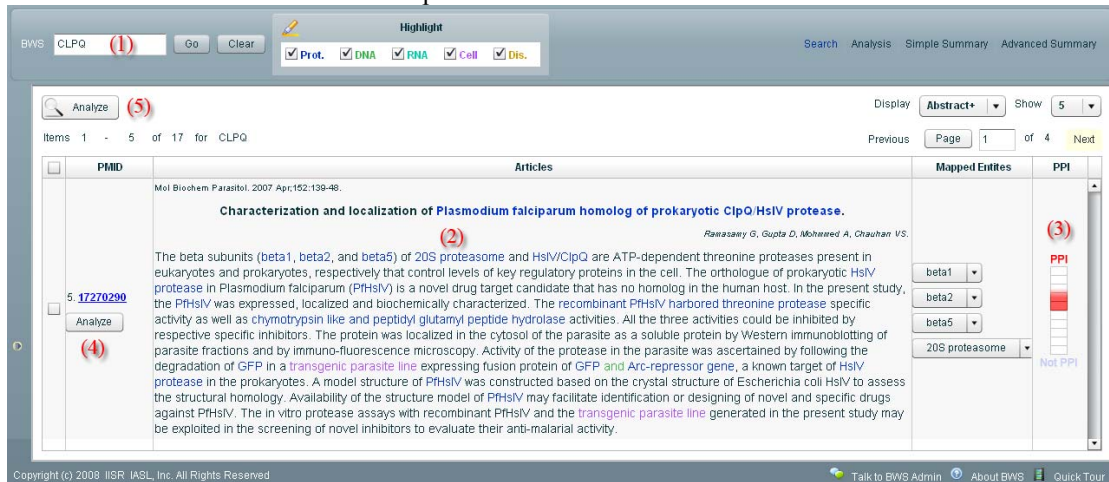 BWS CLPQ (1) Go Clear
Highlight
Prot. DNA RNA Cell Dis.
Search Analysis Simple Summary Advanced Summary
Analyze (5)
Display Abstract+ Show 5
Items 1 - 5 of 17 for CLPQ
Previous Page 1 of 4 Next
PMID Articles Mapped Entites PPI
Mol Biochem Parasitol. 2007 Apr;152:139-48.
Characterization and localization of Plasmodium falciparum homolog of prokaryotic ClpQ/HslV protease.
(2)
Ramasamy G, Gupta D, Mohmmed A, Chauhan VS.
The beta subunits (beta1, beta2, and beta5) of 20S proteasome and HslV/ClpQ are ATP-dependent threonine proteases present in
eukaryotes and prokaryotes, respectively that control levels of key regulatory proteins in the cell. The orthologue of prokaryotic HslV
protease in Plasmodium falciparum (PfHslV) is a novel drug target candidate that has no homolog in the human host. In the present study,
the PfHslV was expressed, localized and biochemically characterized. The recombinant PfHslV harbored threonine protease specific
activity as well as chymotrypsin like and peptidyl glutamyl peptide hydrolase activities. All the three activities could be inhibited by
respective specific inhibitors. The protein was localized in the cytosol of the parasite as a soluble protein by Western immunoblotting of
parasite fractions and by immuno-fluorescence microscopy. Activity of the protease in the parasite was ascertained by following the
degradation of GFP in a transgenic parasite line expressing fusion protein of GFP and Arc-repressor gene, a known target of HslV
protease in the prokaryotes. A model structure of PfHslV was constructed based on the crystal structure of Escherichia coli HslV to assess
the structural homology. Availability of the structure model of PfHslV may facilitate identification or designing of novel and specific drugs
against PfHslV. The in vitro protease assays with recombinant PfHslV and the transgenic parasite line generated in the present study may
be exploited in the screening of novel inhibitors to evaluate their anti-malarial activity.
5. 17270290
Analyze
(4)
beta1
beta2
beta5
20S proteasome
(3)
PPI
Not PPI
Copyright (c) 2008 IISR IASL, Inc. All Rights Reserved
Talk to BWS Admin About BWS Quick Tour